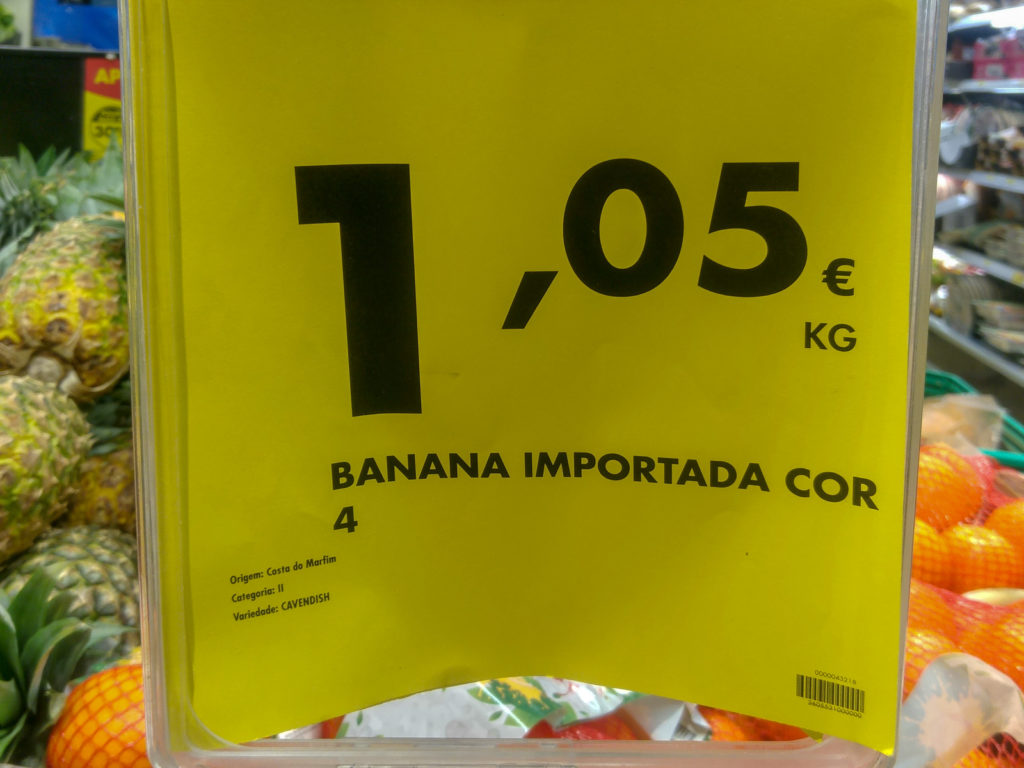 1,05 €
KG
BANANA IMPORTADA COR
4
Origem: Costa do Marfim
Categoria: II
Variedade: CAVENDISH